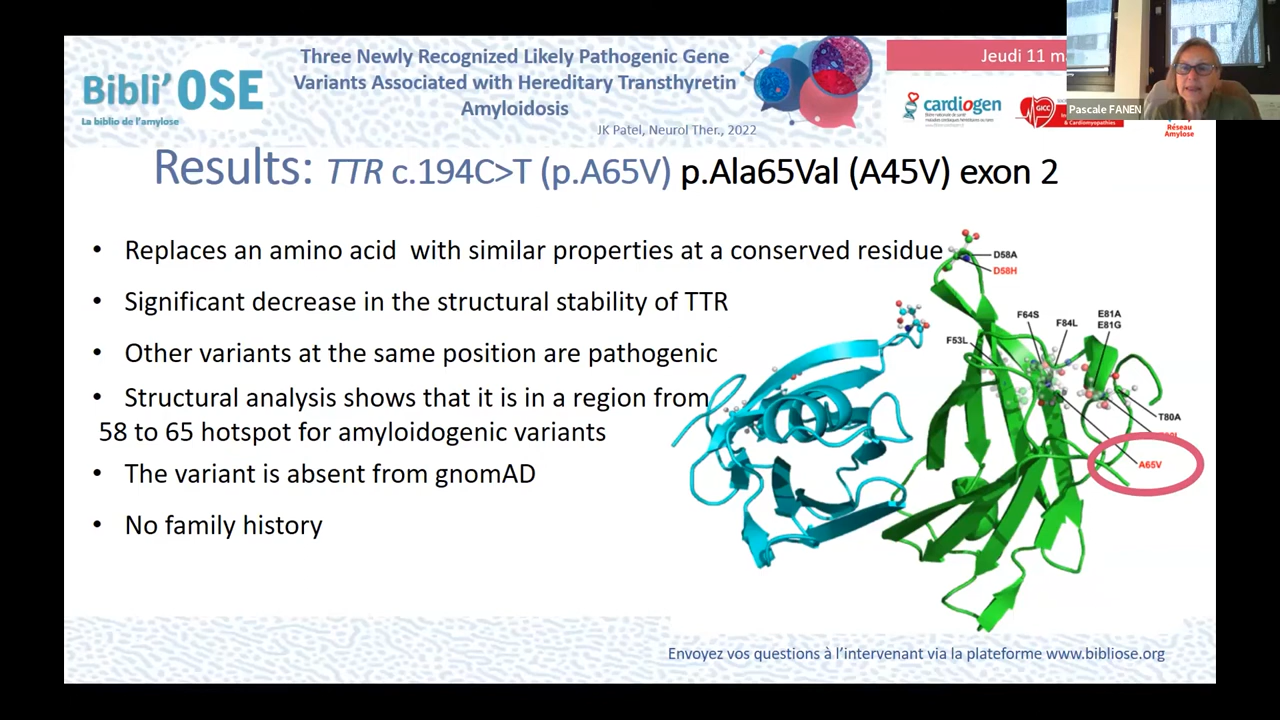 Bibli'OSE
La biblio de l'amylose
Three Newly Recognized Likely Pathogenic Gene
Variants Associated with Hereditary Transthyretin
Amyloidosis
JK Patel, Neurol Ther., 2022
Jeudi 11
cardiogen
GICC
& Cardiomyopathies
Réseau
Amylose
Pascale FANEN
Results: TTR c.194C>T (p.A65V) p.Ala65Val (A45V) exon 2
• Replaces an amino acid with similar properties at a conserved residue
• Significant decrease in the structural stability of TTR
• Other variants at the same position are pathogenic
• Structural analysis shows that it is in a region from
58 to 65 hotspot for amyloidogenic variants
• The variant is absent from gnomAD
• No family history
D58A
D58H
F64S
F84L
E81A
E81G
F53L
T80A
A65V
Envoyez vos questions à l'intervenant via la plateforme www.bibliose.org